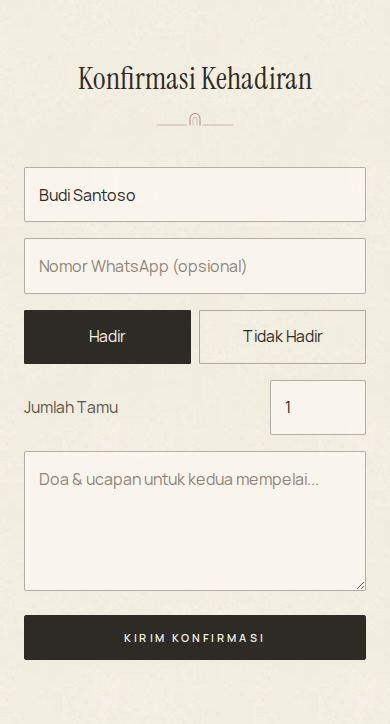 Konfirmasi Kehadiran
Budi Santoso
Nomor WhatsApp (opsional)
Hadir
Tidak Hadir
Jumlah Tamu
1
Doa & ucapan untuk kedua mempelai...
KIRIM KONFIRMASI